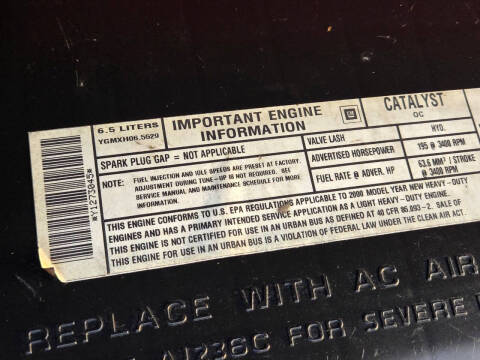 6.5 LITERS
YGMXH06.5629
IMPORTANT ENGINE
INFORMATION
GM
CATALYST
OC
SPARK PLUG GAP = NOT APPLICABLE
VALVE LASH
HYD.
NOTE: FUEL INJECTION AND IDLE SPEEDS ARE PRESET AT FACTORY.
ADJUSTMENT DURING TUNE-UP IS NOT REQUIRED. SEE
SERVICE MANUAL AND MAINTENANCE SCHEDULE FOR MORE
INFORMATION.
ADVERTISED HORSEPOWER
195 @ 3400 RPM
FUEL RATE @ ADVER. HP
63.6 MM³ / STROKE
@ 3400 RPM
THIS ENGINE CONFORMS TO U.S. EPA REGULATIONS APPLICABLE TO 2000 MODEL YEAR NEW HEAVY-DUTY
ENGINES AND HAS A PRIMARY INTENDED SERVICE APPLICATION AS A LIGHT HEAVY-DUTY ENGINE.
THIS ENGINE IS NOT CERTIFIED FOR USE IN AN URBAN BUS AS DEFINED AT 40 CFR 86.093-2. SALE OF
THIS ENGINE FOR USE IN AN URBAN BUS IS A VIOLATION OF FEDERAL LAW UNDER THE CLEAN AIR ACT.
*Y1273045*
REPLACE WITH AC AIR
A1236C FOR SEVERE